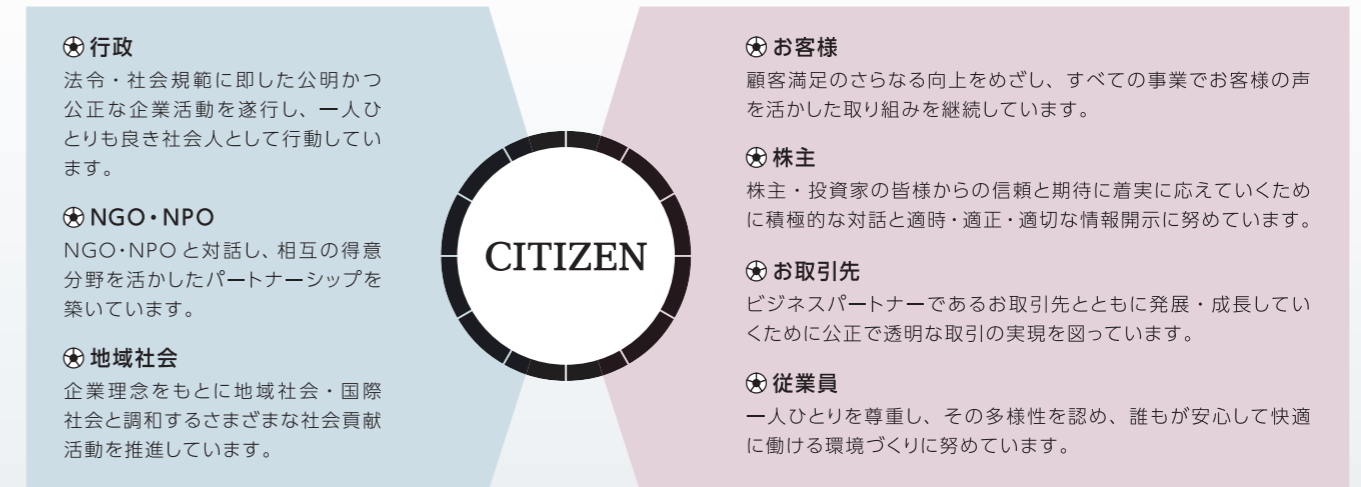 行政
法令・社会規範に即した公明かつ
公正な企業活動を遂行し、一人ひ
とりも良き社会人として行動してい
ます。
NGO・NPO
NGO・NPOと対話し、相互の得意
分野を活かしたパートナーシップを
築いています。
地域社会
企業理念をもとに地域社会・国際
社会と調和するさまざまな社会貢献
活動を推進しています。
CITIZEN
お客様
顧客満足のさらなる向上をめざし、すべての事業でお客様の声
を活かした取り組みを継続しています。
株主
株主・投資家の皆様からの信頼と期待に着実に応えていくため
に積極的な対話と適時・適正・適切な情報開示に努めています。
お取引先
ビジネスパートナーであるお取引先とともに発展・成長してい
くために公正で透明な取引の実現を図っています。
従業員
一人ひとりを尊重し、その多様性を認め、誰もが安心して快適
に働ける環境づくりに努めています。